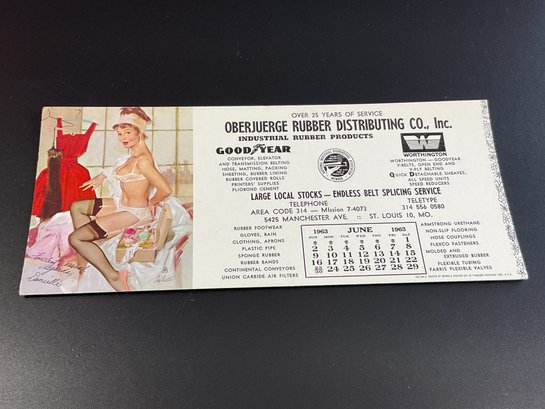 OVER 25 YEARS OF SERVICE
OBERJUERGE RUBBER DISTRIBUTING CO., Inc.
INDUSTRIAL RUBBER PRODUCTS
GOODYEAR
CONVEYOR, ELEVATOR
AND TRANSMISSION BELTING
HOSE, MATTING, PACKING
SHEETING, RUBBER LINING
RUBBER COVERED ROLLS
PRINTERS' SUPPLIES
PLIOBOND CEMENT
W
WORTHINGTON
WORTHINGTON — GOODYEAR
V-BELTS, OPEN END AND
V-PLY BELTING
QUICK DETACHABLE SHEAVES,
ALL SPEED UNITS
SPEED REDUCERS
LARGE LOCAL STOCKS — ENDLESS BELT SPLICING SERVICE
TELEPHONE
AREA CODE 314 — MIssion 7-4073
TELETYPE
314 556 0580
5425 MANCHESTER AVE. ST. LOUIS 10, MO.
RUBBER FOOTWEAR
GLOVES, RAIN
CLOTHING, APRONS
PLASTIC PIPE
SPONGE RUBBER
RUBBER BANDS
CONTINENTAL CONVEYORS
UNION CARBIDE AIR FILTERS
1963 JUNE 1963
SUN. MON. TUE. WED. THU. FRI. SAT.
1
2 3 4 5 6 7 8
9 10 11 12 13 14 15
16 17 18 19 20 21 22
23/30 24 25 26 27 28 29
ARMSTRONG URETHANE
NON-SLIP FLOORING
HOSE COUPLINGS
FLEXCO FASTENERS
MOLDED AND
EXTRUDED RUBBER
FLEXIBLE TUBING
FARRIS FLEXIBLE VALVES